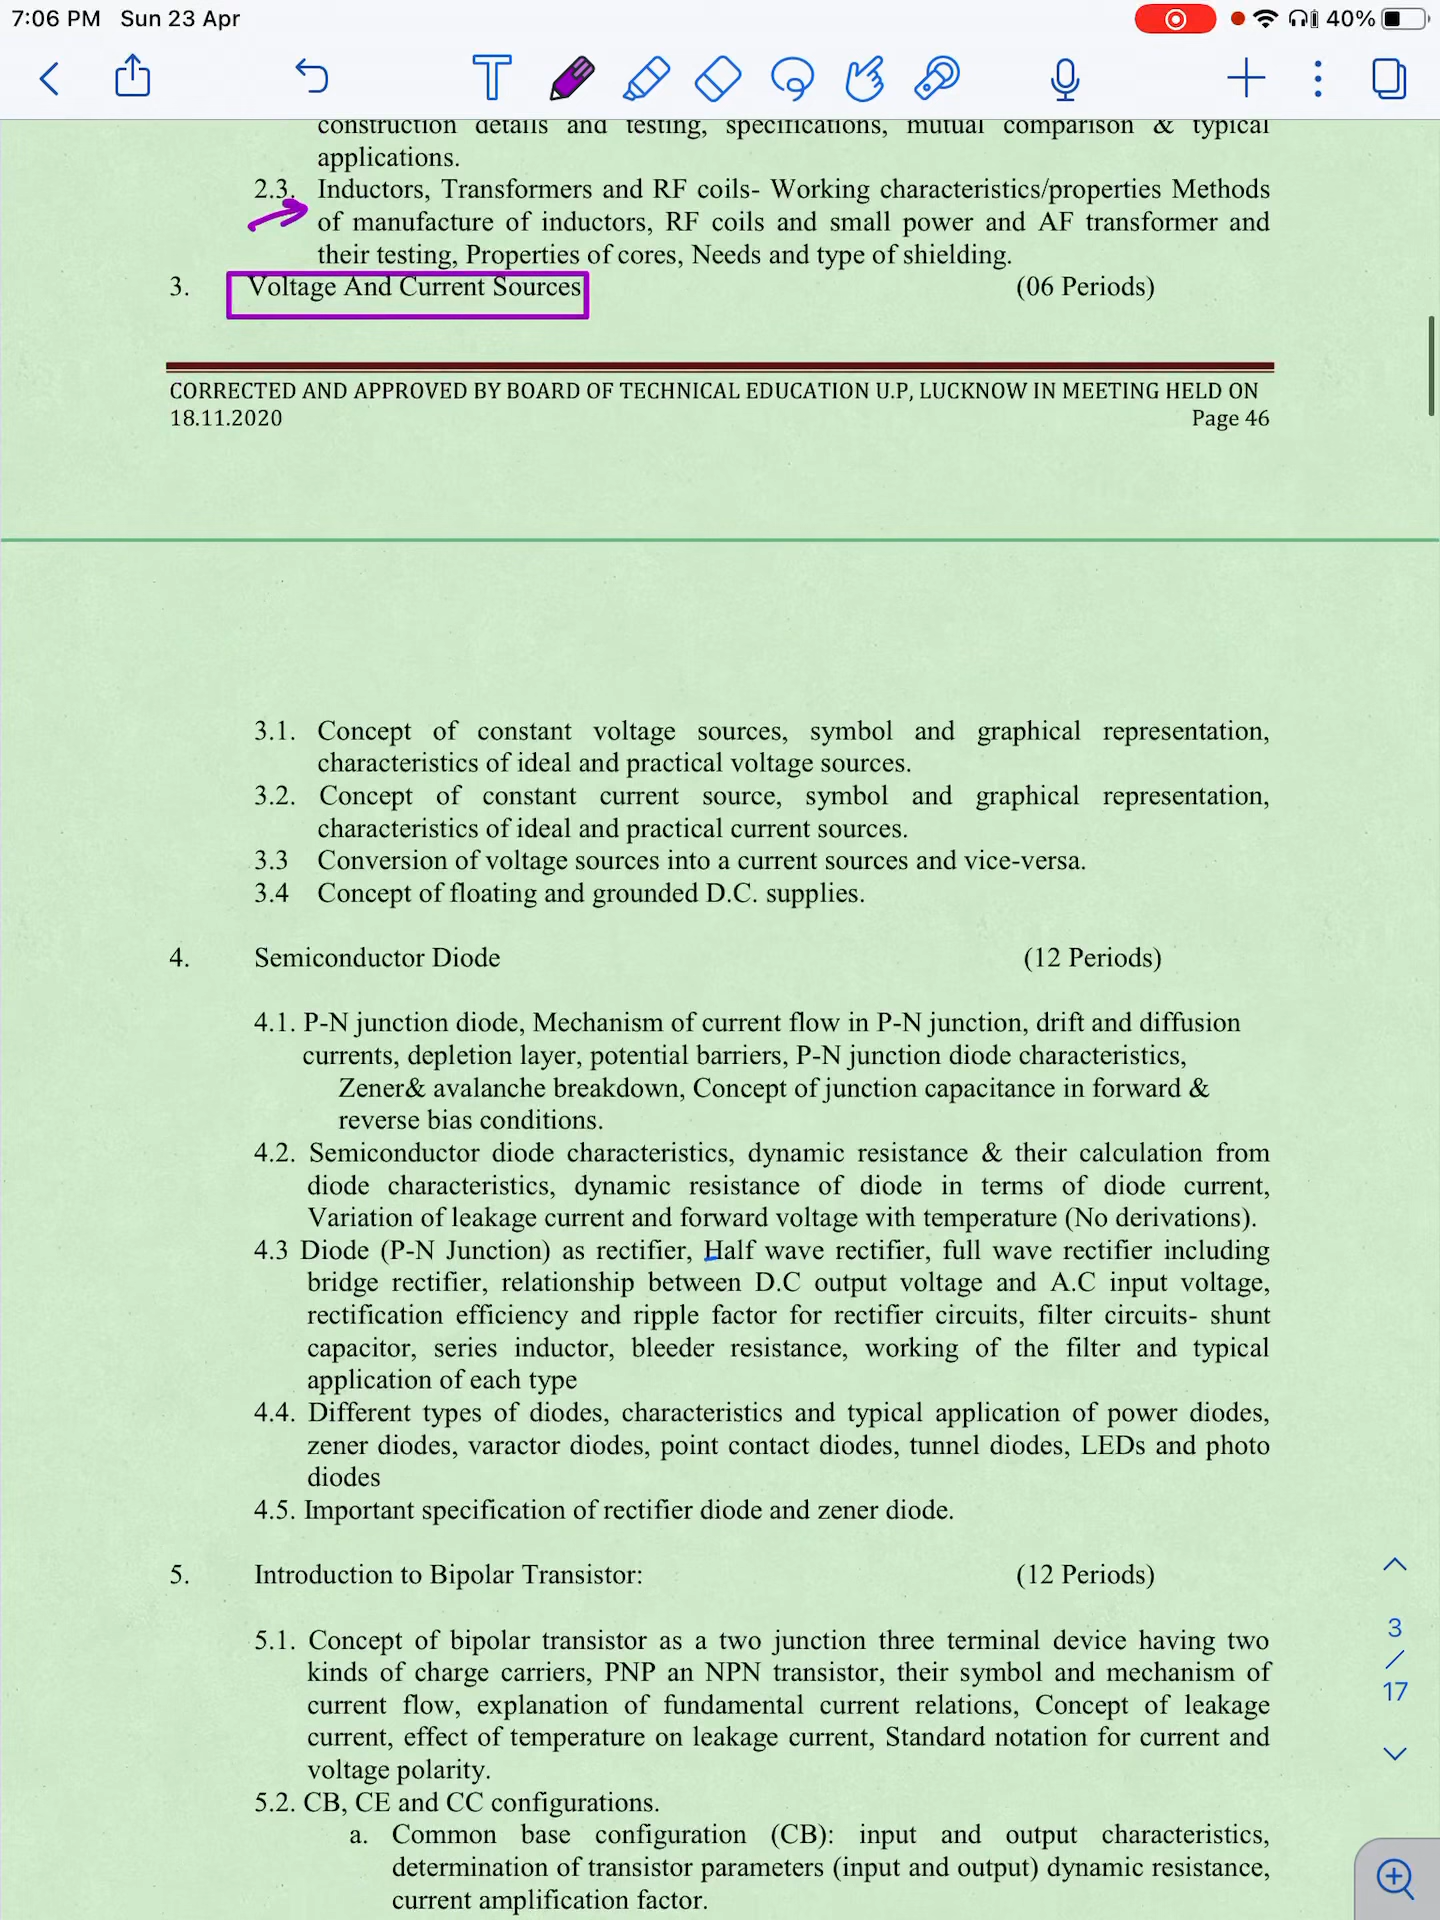 7:06 PM Sun 23 Apr
40%
construction details and testing, specifications, mutual comparison & typical
applications.
2.3. Inductors, Transformers and RF coils- Working characteristics/properties Methods
of manufacture of inductors, RF coils and small power and AF transformer and
their testing, Properties of cores, Needs and type of shielding.
3. Voltage And Current Sources (06 Periods)
CORRECTED AND APPROVED BY BOARD OF TECHNICAL EDUCATION U.P, LUCKNOW IN MEETING HELD ON
18.11.2020 Page 46
3.1. Concept of constant voltage sources, symbol and graphical representation,
characteristics of ideal and practical voltage sources.
3.2. Concept of constant current source, symbol and graphical representation,
characteristics of ideal and practical current sources.
3.3 Conversion of voltage sources into a current sources and vice-versa.
3.4 Concept of floating and grounded D.C. supplies.
4. Semiconductor Diode (12 Periods)
4.1. P-N junction diode, Mechanism of current flow in P-N junction, drift and diffusion
currents, depletion layer, potential barriers, P-N junction diode characteristics,
Zener& avalanche breakdown, Concept of junction capacitance in forward &
reverse bias conditions.
4.2. Semiconductor diode characteristics, dynamic resistance & their calculation from
diode characteristics, dynamic resistance of diode in terms of diode current,
Variation of leakage current and forward voltage with temperature (No derivations).
4.3 Diode (P-N Junction) as rectifier, Half wave rectifier, full wave rectifier including
bridge rectifier, relationship between D.C output voltage and A.C input voltage,
rectification efficiency and ripple factor for rectifier circuits, filter circuits- shunt
capacitor, series inductor, bleeder resistance, working of the filter and typical
application of each type
4.4. Different types of diodes, characteristics and typical application of power diodes,
zener diodes, varactor diodes, point contact diodes, tunnel diodes, LEDs and photo
diodes
4.5. Important specification of rectifier diode and zener diode.
5. Introduction to Bipolar Transistor: (12 Periods)
5.1. Concept of bipolar transistor as a two junction three terminal device having two
kinds of charge carriers, PNP an NPN transistor, their symbol and mechanism of
current flow, explanation of fundamental current relations, Concept of leakage
current, effect of temperature on leakage current, Standard notation for current and
voltage polarity.
5.2. CB, CE and CC configurations.
a. Common base configuration (CB): input and output characteristics,
determination of transistor parameters (input and output) dynamic resistance,
current amplification factor.
3
/
17